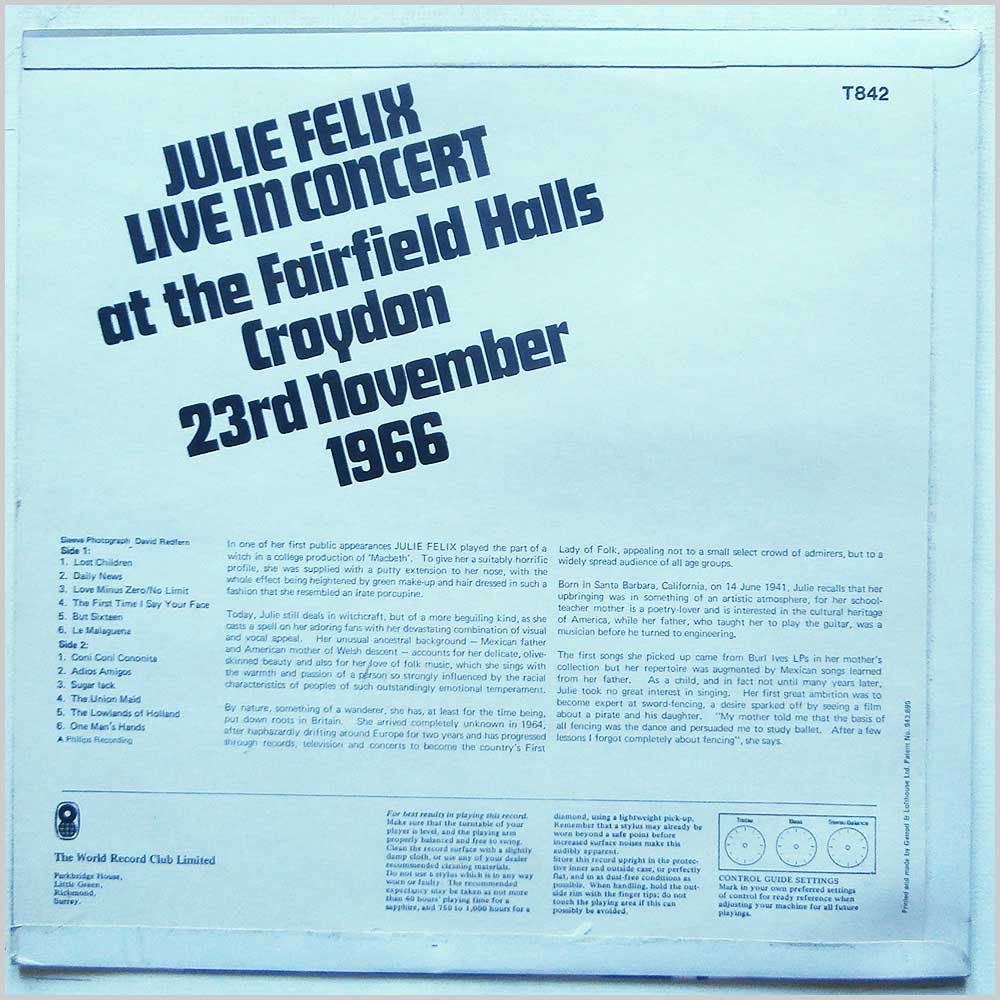 T842
JULIE FELIX
LIVE IN CONCERT
at the Fairfield Halls
Croydon
23rd November
1966
Sleeve Photograph David Redfern
Side 1:
1. Lost Children
2. Daily News
3. Love Minus Zero/No Limit
4. The First Time I Say Your Face
5. But Sixteen
6. Le Malaguena
Side 2:
1. Coni Coni Cononita
2. Adios Amigos
3. Sugar lack
4. The Union Maid
5. The Lowlands of Holland
6. One Man's Hands
A Philips Recording
In one of her first public appearances JULIE FELIX played the part of a
witch in a college production of 'Macbeth'. To give her a suitably horrific
profile, she was supplied with a putty extension to her nose, with the
whole effect being heightened by green make-up and hair dressed in such a
fashion that she resembled an irate porcupine.
Today, Julie still deals in witchcraft, but of a more beguiling kind, as she
casts a spell on her adoring fans with her devastating combination of visual
and vocal appeal. Her unusual ancestral background — Mexican father
and American mother of Welsh descent — accounts for her delicate, olive-
skinned beauty and also for her love of folk music, which she sings with
the warmth and passion of a person so strongly influenced by the racial
characteristics of peoples of such outstandingly emotional temperament.
By nature, something of a wanderer, she has, at least for the time being,
put down roots in Britain. She arrived completely unknown in 1964,
after haphazardly drifting around Europe for two years and has progressed
through records, television and concerts to become the country's First
Lady of Folk, appealing not to a small select crowd of admirers, but to a
widely spread audience of all age groups.
Born in Santa Barbara, California, on 14 June 1941, Julie recalls that her
upbringing was in something of an artistic atmosphere, for her school-
teacher mother is a poetry-lover and is interested in the cultural heritage
of America, while her father, who taught her to play the guitar, was a
musician before he turned to engineering.
The first songs she picked up came from Burl Ives LPs in her mother's
collection but her repertoire was augmented by Mexican songs learned
from her father. As a child, and in fact not until many years later,
Julie took no great interest in singing. Her first great ambition was to
become expert at sword-fencing, a desire sparked off by seeing a film
about a pirate and his daughter. "My mother told me that the basis of
all fencing was the dance and persuaded me to study ballet. After a few
lessons I forgot completely about fencing", she says.
The World Record Club Limited
Parkbridge House,
Little Green,
Richmond,
Surrey.
For best results in playing this record.
Make sure that the turntable of your
player is level, and the playing arm
properly balanced and free to swing.
Clean the record surface with a slightly
damp cloth, or use any of your dealer
recommended cleaning materials.
Do not use a stylus which is in any way
worn or faulty. The recommended
expectancy may be taken as not more
than 40 hours' playing time for a
sapphire, and 750 to 1,000 hours for a
diamond, using a lightweight pick-up.
Remember that a stylus may already be
worn beyond a safe point before
increased surface noises make this
audibly apparent.
Store this record upright in the protec-
tive inner and outside case, or perfectly
flat, and in as dust-free conditions as
possible. When handling, hold the out-
side rim with the finger tips; do not
touch the playing area if this can
possibly be avoided.
Treble Bass Stereo Balance
CONTROL GUIDE SETTINGS
Mark in your own preferred settings
of control for ready reference when
adjusting your machine for all future
playings.
Printed and made by Garrod & Lofthouse Ltd. Patent No. 943,895